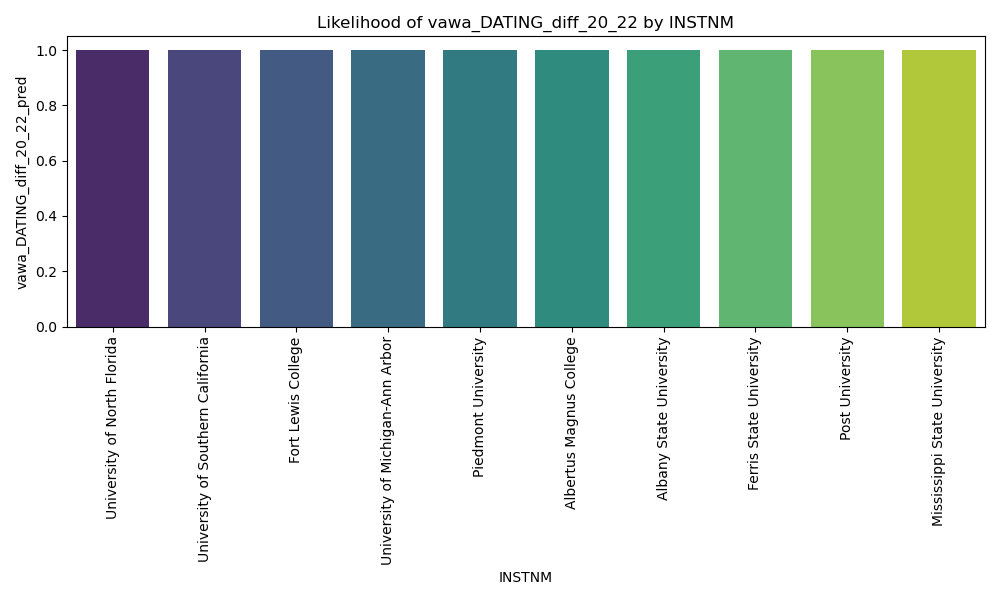 Likelihood of vawa_DATING_diff_20_22 by INSTNM
vawa_DATING_diff_20_22_pred
1.0
0.8
0.6
0.4
0.2
0.0
University of North Florida
University of Southern California
Fort Lewis College
University of Michigan-Ann Arbor
Piedmont University
Albertus Magnus College
Albany State University
Ferris State University
Post University
Mississippi State University
INSTNM